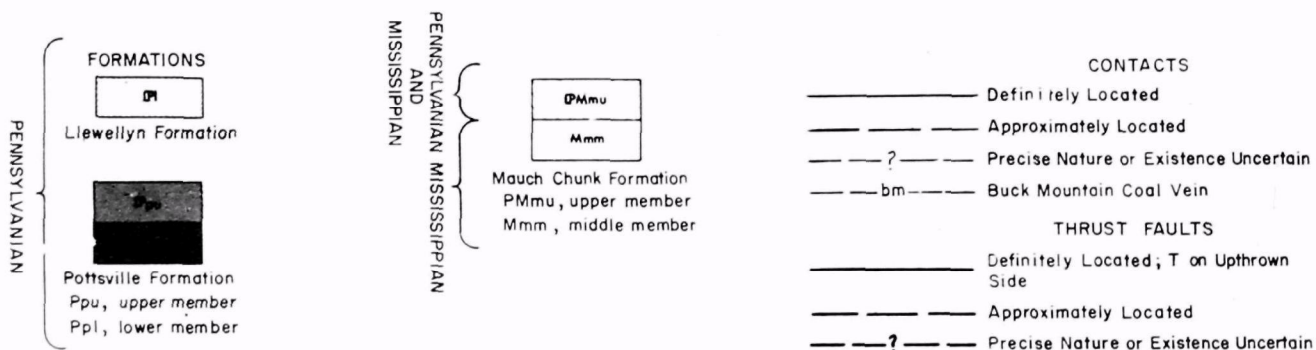 PENNSYLVANIAN
FORMATIONS
Llewellyn Formation
Pottsville Formation
Ppu, upper member
Ppl, lower member
PENNSYLVANIAN
AND
MISSISSIPPIAN
MISSISSIPPIAN
PMmu
Mmm
Mauch Chunk Formation
PMmu, upper member
Mmm, middle member
CONTACTS
Definitely Located
Approximately Located
? Precise Nature or Existence Uncertain
bm Buck Mountain Coal Vein
THRUST FAULTS
Definitely Located; T on Upthrown
Side
Approximately Located
? Precise Nature or Existence Uncertain